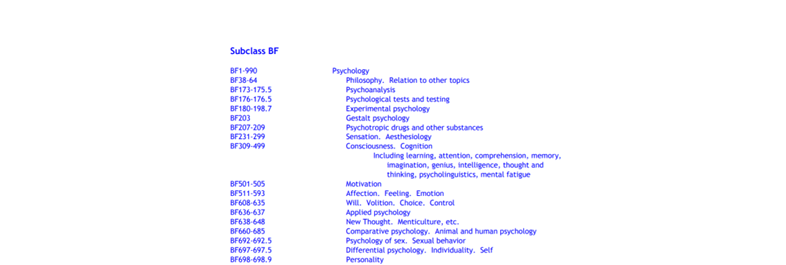 Subclass BF
BF1-990 Psychology
BF38-64 Philosophy. Relation to other topics
BF173-175.5 Psychoanalysis
BF176-176.5 Psychological tests and testing
BF180-198.7 Experimental psychology
BF203 Gestalt psychology
BF207-209 Psychotropic drugs and other substances
BF231-299 Sensation. Aesthesiology
BF309-499 Consciousness. Cognition
Including learning, attention, comprehension, memory,
imagination, genius, intelligence, thought and
thinking, psycholinguistics, mental fatigue
BF501-505 Motivation
BF511-593 Affection. Feeling. Emotion
BF608-635 Will. Volition. Choice. Control
BF636-637 Applied psychology
BF638-648 New Thought. Menticulture, etc.
BF660-685 Comparative psychology. Animal and human psychology
BF692-692.5 Psychology of sex. Sexual behavior
BF697-697.5 Differential psychology. Individuality. Self
BF698-698.9 Personality